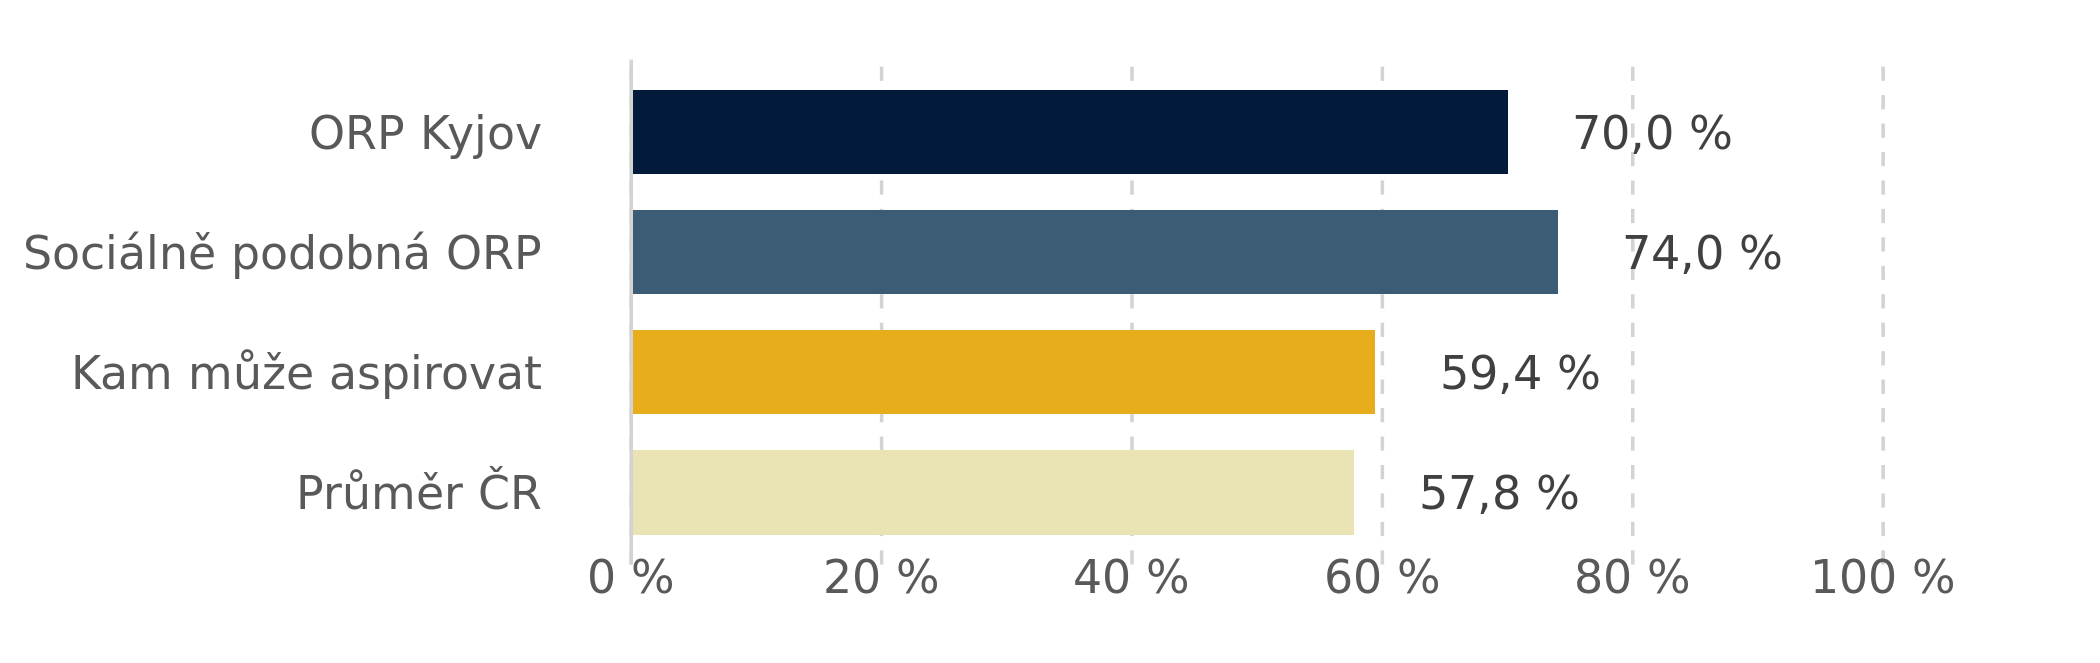 ORP Kyjov 70,0 %
Sociálně podobná ORP 74,0 %
Kam může aspirovat 59,4 %
Průměr ČR 57,8 %
0 % 20 % 40 % 60 % 80 % 100 %